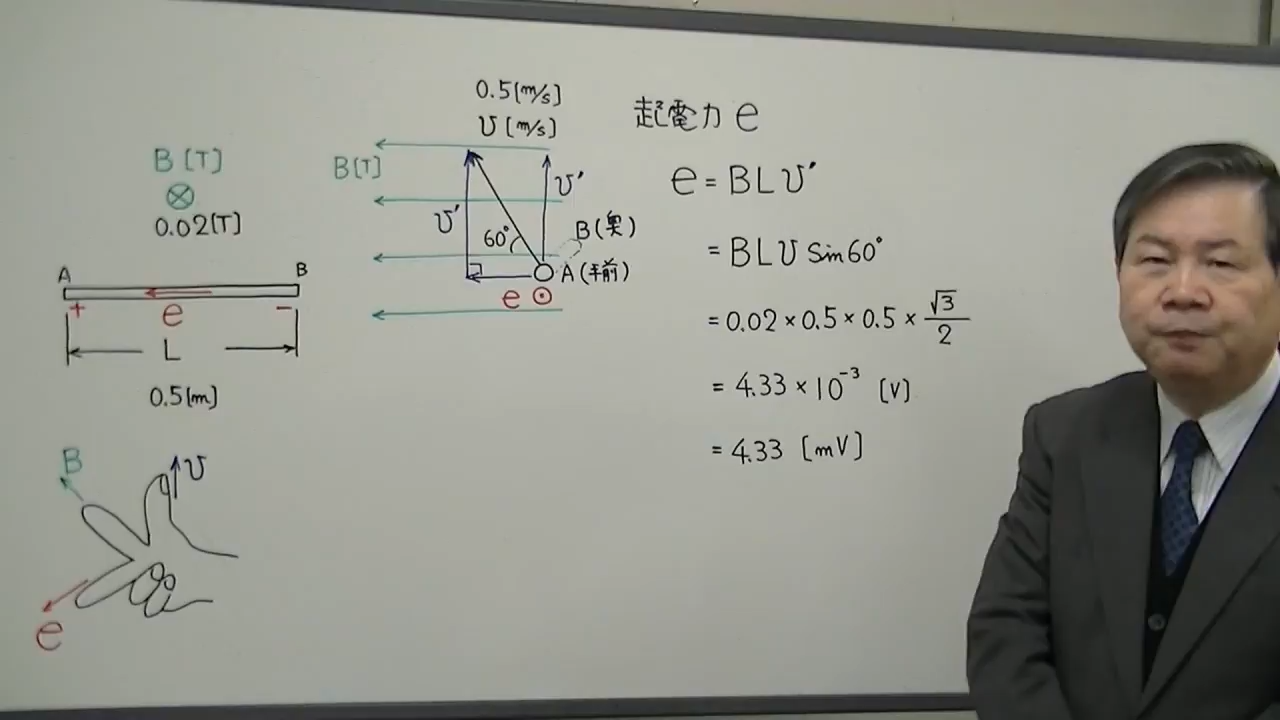 B [T]
0.02[T]
A B
+ e −
L
0.5[m]
B υ
e
0.5[m/s]
υ [m/s]
B[T]
υ′ υ′
60°
B(奥)
A(手前)
e
起電力 e
e = BLυ′
= BLυ Sin60°
= 0.02 × 0.5 × 0.5 × √3/2
= 4.33 × 10⁻³ [V]
= 4.33 [mV]